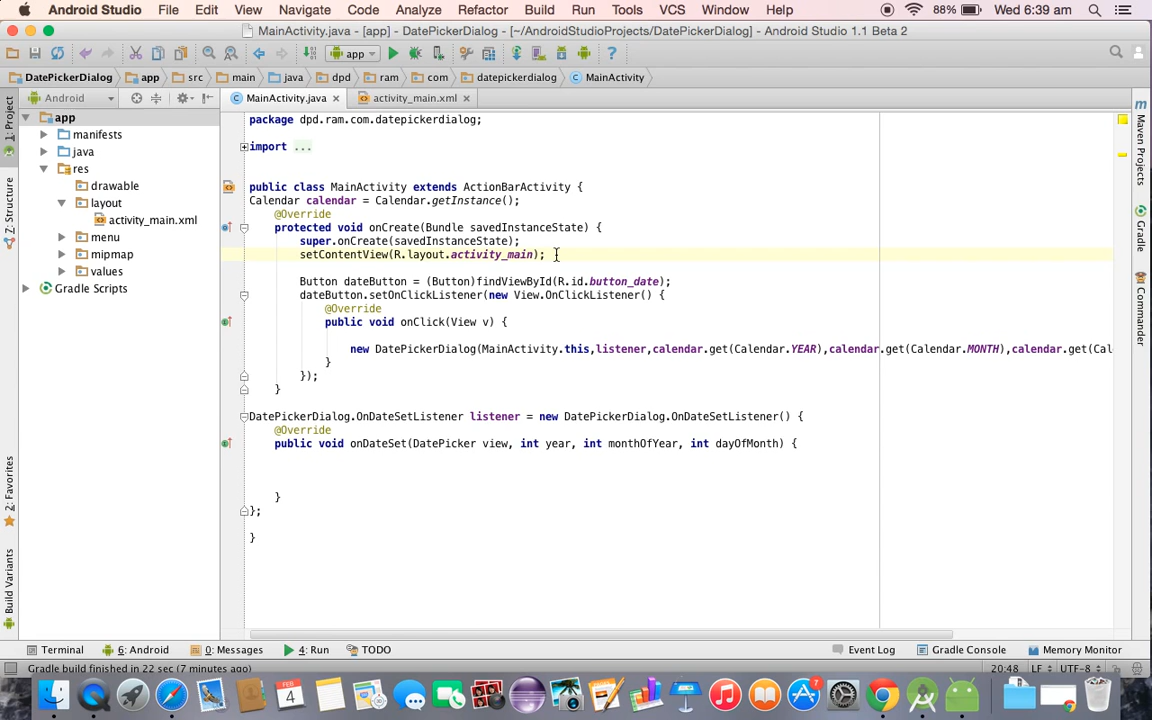 Android Studio File Edit View Navigate Code Analyze Refactor Build Run Tools VCS Window Help 88% Wed 6:39 am
MainActivity.java - [app] - DatePickerDialog - [~/AndroidStudioProjects/DatePickerDialog] - Android Studio 1.1 Beta 2
app
DatePickerDialog app src main java dpd ram com datepickerdialog MainActivity
Android
MainActivity.java
activity_main.xml
1: Project
Z: Structure
2: Favorites
Build Variants
app
manifests
java
res
drawable
layout
activity_main.xml
menu
mipmap
values
Gradle Scripts
package dpd.ram.com.datepickerdialog;
import ...
public class MainActivity extends ActionBarActivity {
Calendar calendar = Calendar.getInstance();
@Override
protected void onCreate(Bundle savedInstanceState) {
super.onCreate(savedInstanceState);
setContentView(R.layout.activity_main);
Button dateButton = (Button)findViewById(R.id.button_date);
dateButton.setOnClickListener(new View.OnClickListener() {
@Override
public void onClick(View v) {
new DatePickerDialog(MainActivity.this,listener,calendar.get(Calendar.YEAR),calendar.get(Calendar.MONTH),calendar.get(Cal
}
});
}
DatePickerDialog.OnDateSetListener listener = new DatePickerDialog.OnDateSetListener() {
@Override
public void onDateSet(DatePicker view, int year, int monthOfYear, int dayOfMonth) {
}
};
}
Maven Projects
Gradle
Commander
Terminal 6: Android 0: Messages 4: Run TODO Event Log Gradle Console Memory Monitor
Gradle build finished in 22 sec (7 minutes ago) 20:48 LF UTF-8
FEB
4
7